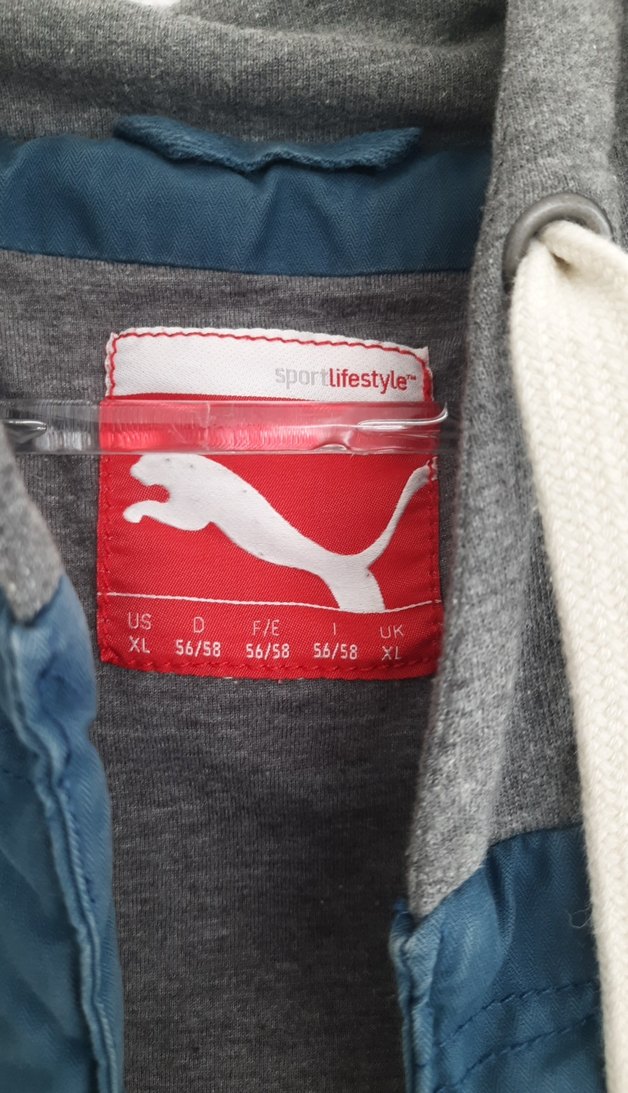 sportlifestyle™
US D F/E I UK
XL 56/58 56/58 56/58 XL